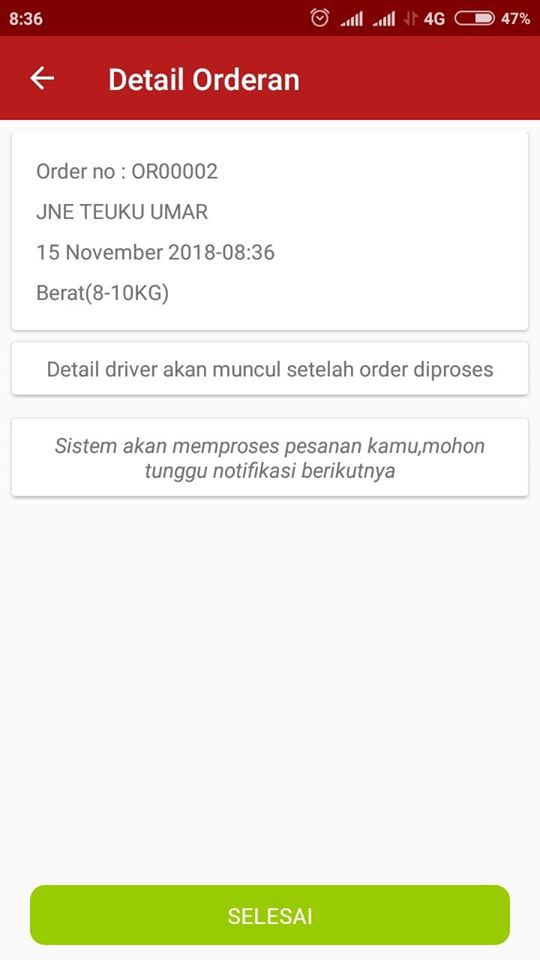 8:36 4G 47%
Detail Orderan
Order no : OR00002
JNE TEUKU UMAR
15 November 2018-08:36
Berat(8-10KG)
Detail driver akan muncul setelah order diproses
Sistem akan memproses pesanan kamu,mohon
tunggu notifikasi berikutnya
SELESAI